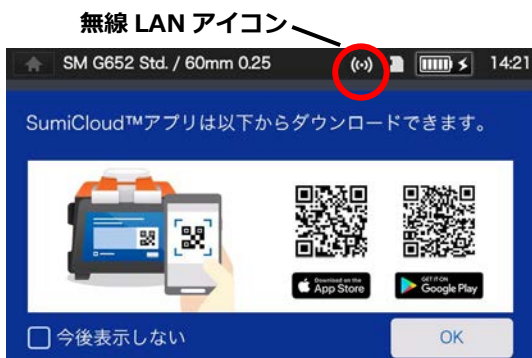 無線 LAN アイコン
SM G652 Std. / 60mm 0.25
14:21
SumiCloud™アプリは以下からダウンロードできます。
Download on the
App Store
GET IT ON
Google Play
今後表示しない
OK